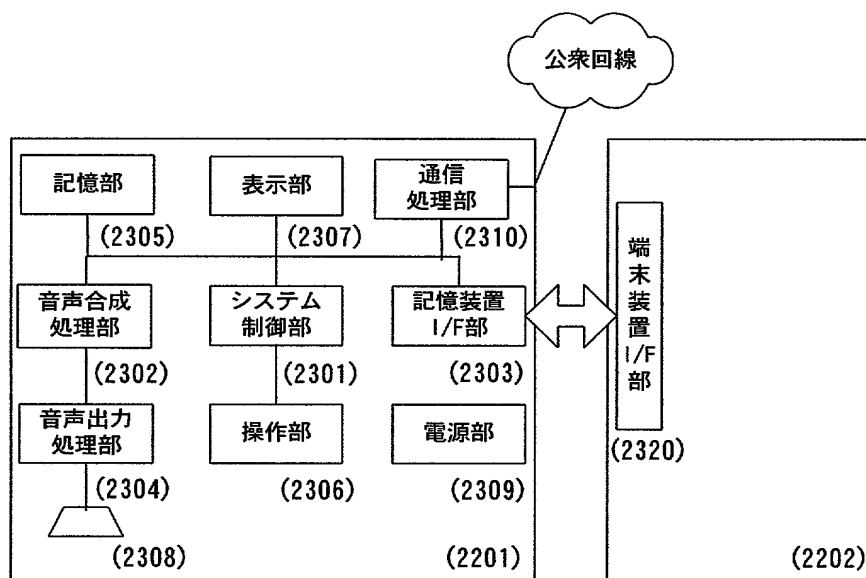 公衆回線
記憶部
表示部
通信
処理部
(2305)
(2307)
(2310)
音声合成
処理部
システム
制御部
記憶装置
I/F部
端末装置I/F部
(2302)
(2301)
(2303)
音声出力
処理部
操作部
電源部
(2320)
(2304)
(2306)
(2309)
(2308)
(2201)
(2202)